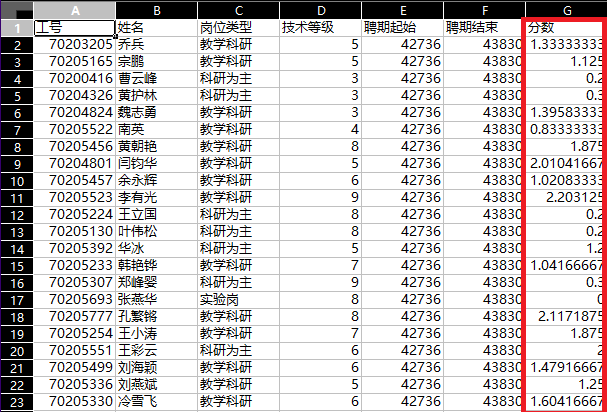 A B C D E F G
1 工号 姓名 岗位类型 技术等级 聘期起始 聘期结束 分数
2 70203205 乔兵 教学科研 5 42736 43830 1.33333333
3 70205165 宗鹏 教学科研 5 42736 43830 1.125
4 70200416 曹云峰 科研为主 3 42736 43830 0.2
5 70204326 黄护林 科研为主 3 42736 43830 0.3
6 70204824 魏志勇 教学科研 3 42736 43830 1.39583333
7 70205522 南英 教学科研 4 42736 43830 0.83333333
8 70205456 黄朝艳 教学科研 8 42736 43830 1.875
9 70204801 闫钧华 教学科研 5 42736 43830 2.01041667
10 70205457 余永辉 教学科研 6 42736 43830 1.02083333
11 70205523 李有光 教学科研 9 42736 43830 2.203125
12 70205224 王立国 科研为主 8 42736 43830 0.2
13 70205130 叶伟松 科研为主 8 42736 43830 0.2
14 70205392 华冰 科研为主 5 42736 43830 1.2
15 70205233 韩艳铧 教学科研 7 42736 43830 1.04166667
16 70205307 郑峰婴 科研为主 9 42736 43830 0.3
17 70205693 张燕华 实验岗 8 42736 43830 0
18 70205777 孔繁锵 教学科研 8 42736 43830 2.1171875
19 70205254 王小涛 教学科研 7 42736 43830 1.875
20 70205551 王彩云 科研为主 6 42736 43830 2
21 70205499 刘海颖 教学科研 6 42736 43830 1.47916667
22 70205336 刘燕斌 教学科研 5 42736 43830 1.25
23 70205330 冷雪飞 教学科研 6 42736 43830 1.60416667